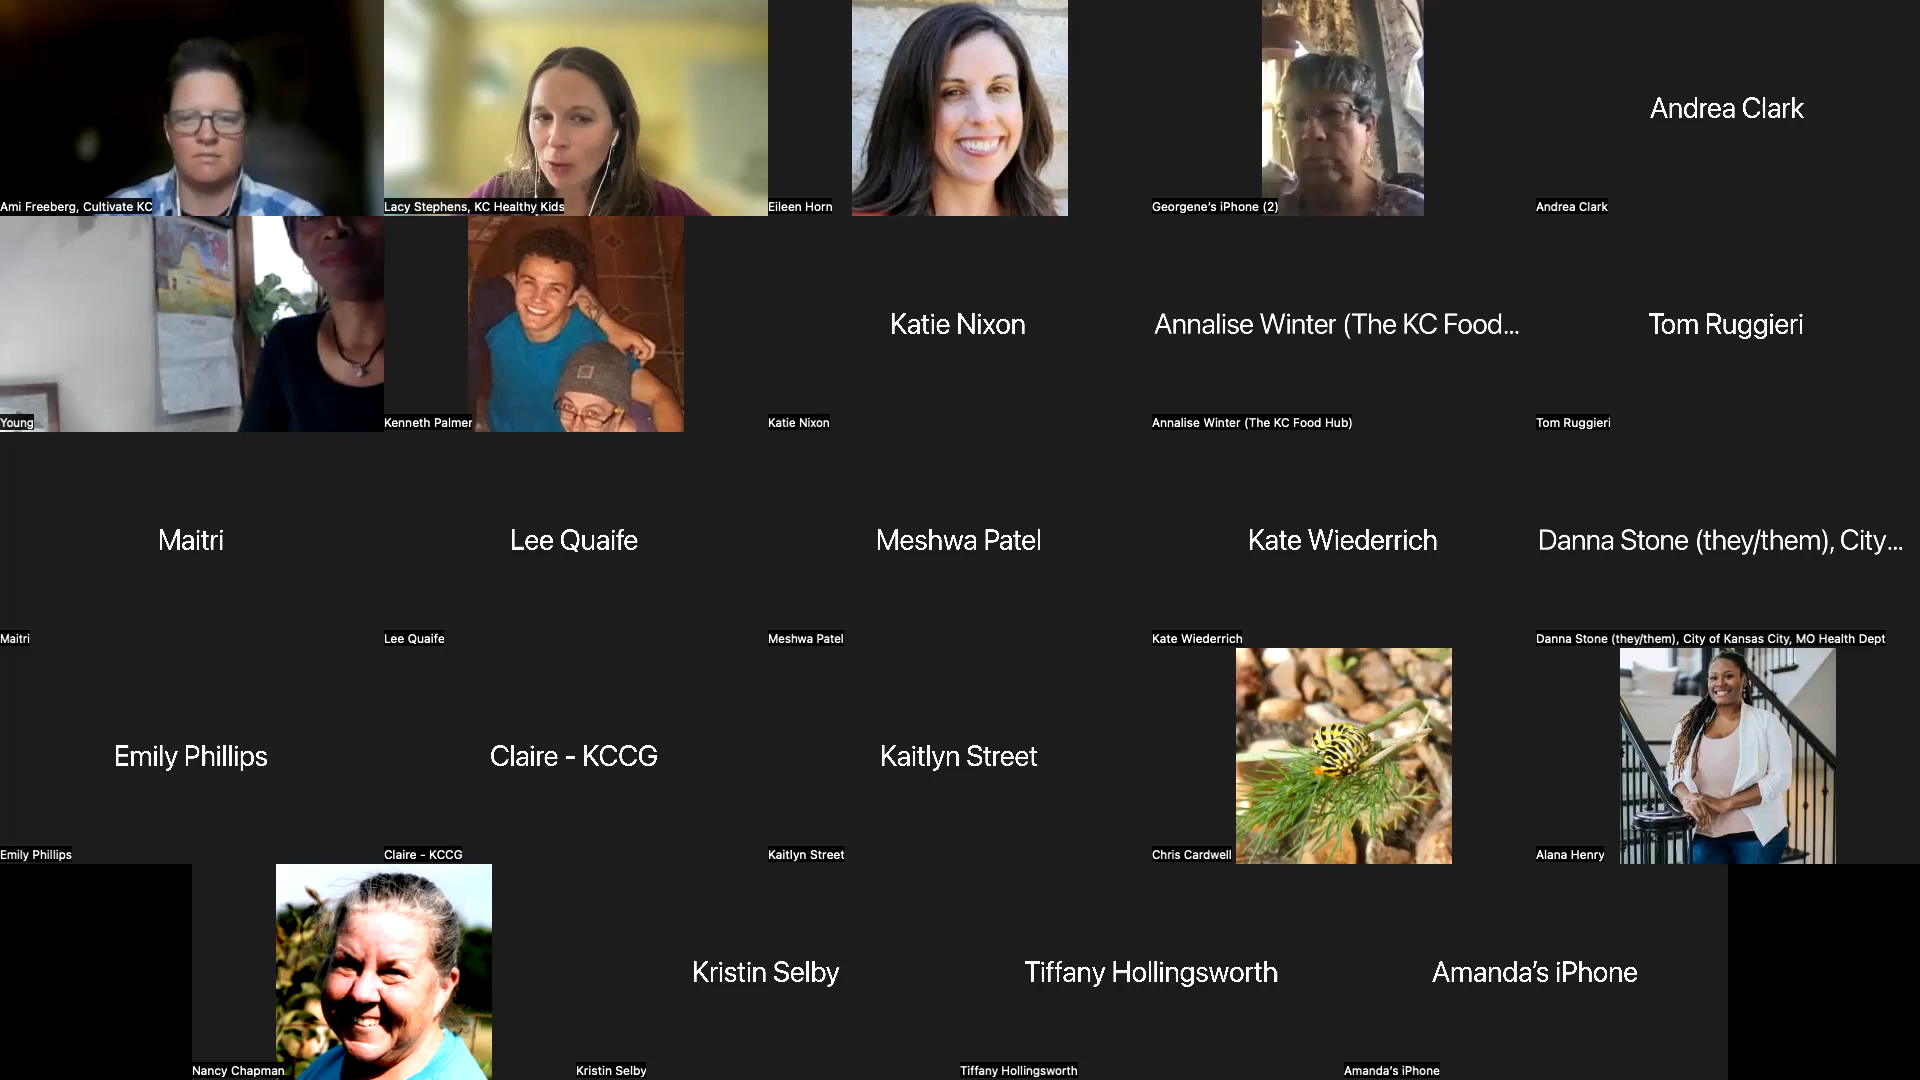 Ami Freeberg, Cultivate KC
Lacy Stephens, KC Healthy Kids
Eileen Horn
Georgene's iPhone (2)
Andrea Clark
Andrea Clark
Young
Kenneth Palmer
Katie Nixon
Katie Nixon
Annalise Winter (The KC Food...
Annalise Winter (The KC Food Hub)
Tom Ruggieri
Tom Ruggieri
Maitri
Maitri
Lee Quaife
Lee Quaife
Meshwa Patel
Meshwa Patel
Kate Wiederrich
Kate Wiederrich
Danna Stone (they/them), City...
Danna Stone (they/them), City of Kansas City, MO Health Dept
Emily Phillips
Emily Phillips
Claire - KCCG
Claire - KCCG
Kaitlyn Street
Kaitlyn Street
Chris Cardwell
Alana Henry
Nancy Chapman
Kristin Selby
Kristin Selby
Tiffany Hollingsworth
Tiffany Hollingsworth
Amanda's iPhone
Amanda's iPhone